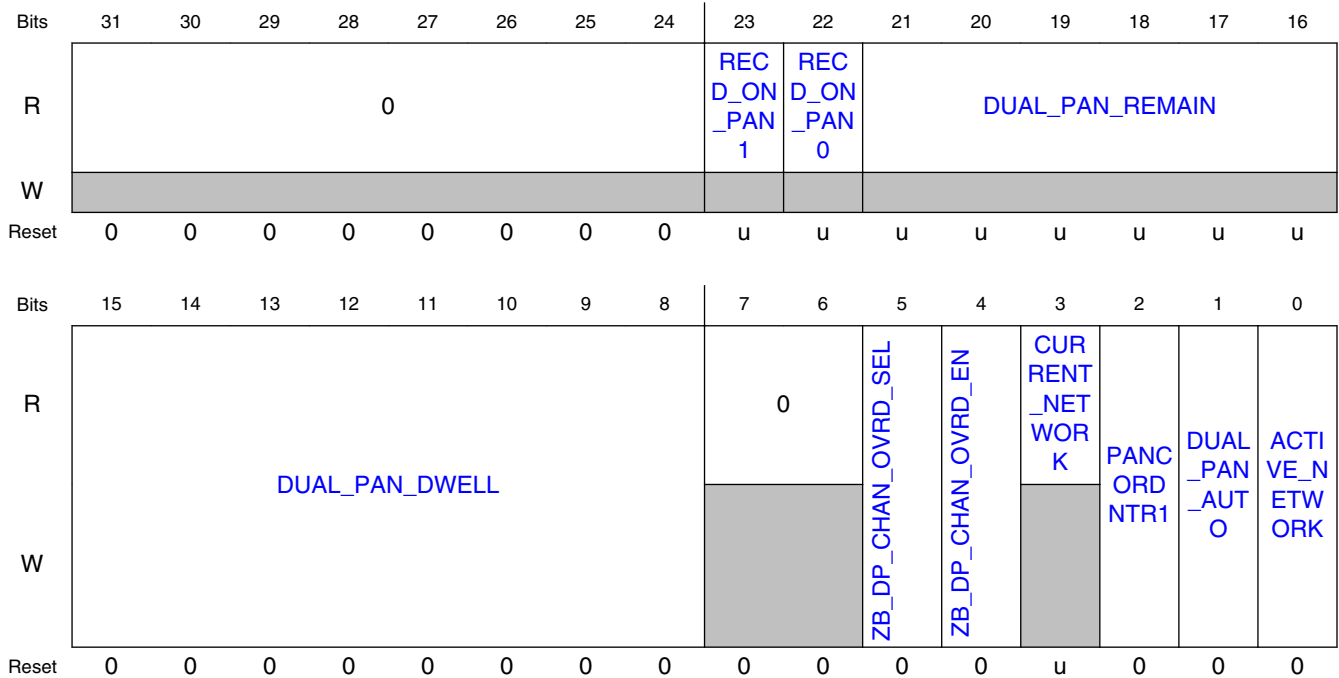 Bits 31 30 29 28 27 26 25 24 23 22 21 20 19 18 17 16
R 0 REC D_ON _PAN 1 REC D_ON _PAN 0 DUAL_PAN_REMAIN
W
Reset 0 0 0 0 0 0 0 0 u u u u u u u u
Bits 15 14 13 12 11 10 9 8 7 6 5 4 3 2 1 0
R
W
DUAL_PAN_DWELL
0
ZB_DP_CHAN_OVRD_SEL
ZB_DP_CHAN_OVRD_EN
CUR
RENT
_NET
WOR
K
PANC
ORD
NTR1
DUAL
_PAN
_AUT
O
ACTI
VE_N
ETW
ORK
Reset 0 0 0 0 0 0 0 0 0 0 0 0 u 0 0 0